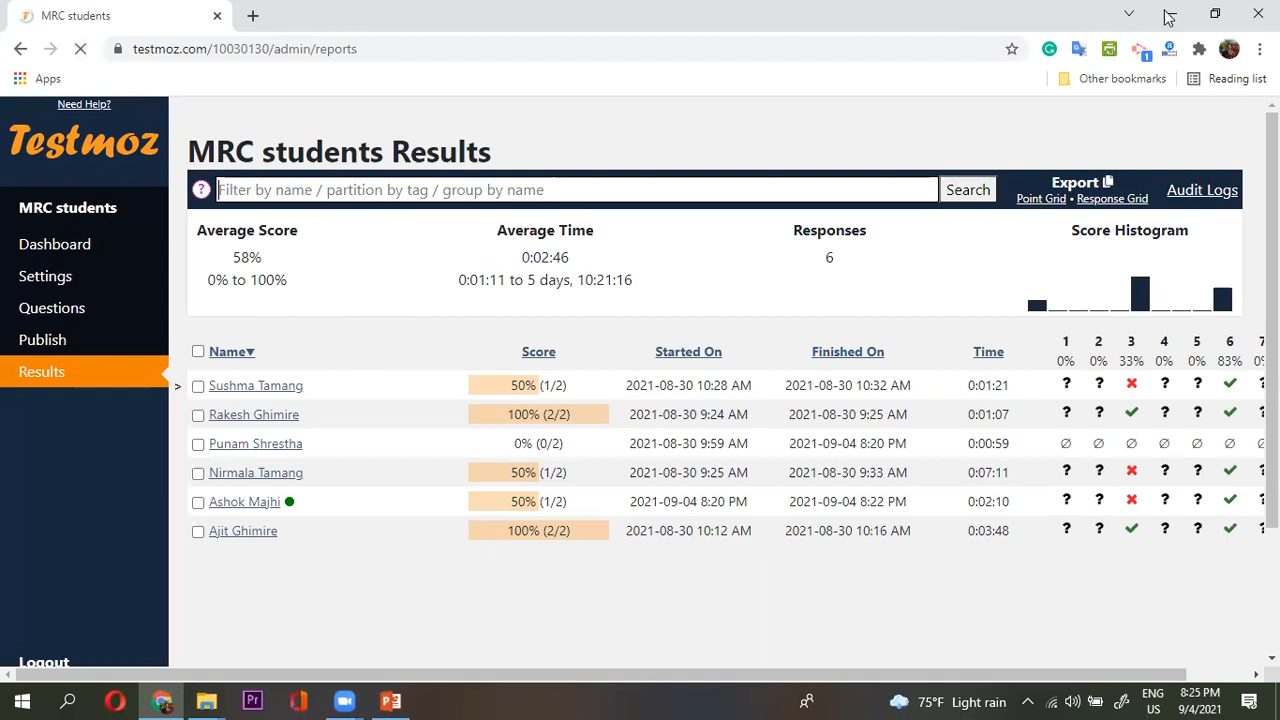 MRC students
testmoz.com/10030130/admin/reports
1
Apps
Other bookmarks
Reading list
Need Help?
Testmoz
MRC students
Dashboard
Settings
Questions
Publish
Results
Logout
MRC students Results
? Filter by name / partition by tag / group by name Search
Export
Point Grid • Response Grid
Audit Logs
Average Score Average Time Responses Score Histogram
58% 0:02:46 6
0% to 100% 0:01:11 to 5 days, 10:21:16
Name▼ Score Started On Finished On Time 1 2 3 4 5 6 7
0% 0% 33% 0% 0% 83%
> Sushma Tamang 50% (1/2) 2021-08-30 10:28 AM 2021-08-30 10:32 AM 0:01:21 ? ? ✖ ? ? ✔ ?
Rakesh Ghimire 100% (2/2) 2021-08-30 9:24 AM 2021-08-30 9:25 AM 0:01:07 ? ? ✔ ? ? ✔ ?
Punam Shrestha 0% (0/2) 2021-08-30 9:59 AM 2021-09-04 8:20 PM 0:00:59 ∅ ∅ ∅ ∅ ∅ ∅ ∅
Nirmala Tamang 50% (1/2) 2021-08-30 9:25 AM 2021-08-30 9:33 AM 0:07:11 ? ? ✖ ? ? ✔ ?
Ashok Majhi 50% (1/2) 2021-09-04 8:20 PM 2021-09-04 8:22 PM 0:02:10 ? ? ✖ ? ? ✔ ?
Ajit Ghimire 100% (2/2) 2021-08-30 10:12 AM 2021-08-30 10:16 AM 0:03:48 ? ? ✔ ? ? ✔ ?
75°F Light rain
ENG
US
8:25 PM
9/4/2021